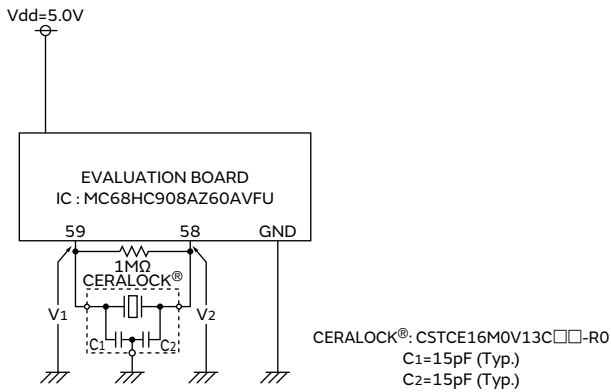 Vdd=5.0V
EVALUATION BOARD
IC : MC68HC908AZ60AVFU
59 58 GND
1MΩ
CERALOCK®
V1 V2
C1 C2
CERALOCK®: CSTCE16M0V13C□□-R0
C1=15pF (Typ.)
C2=15pF (Typ.)